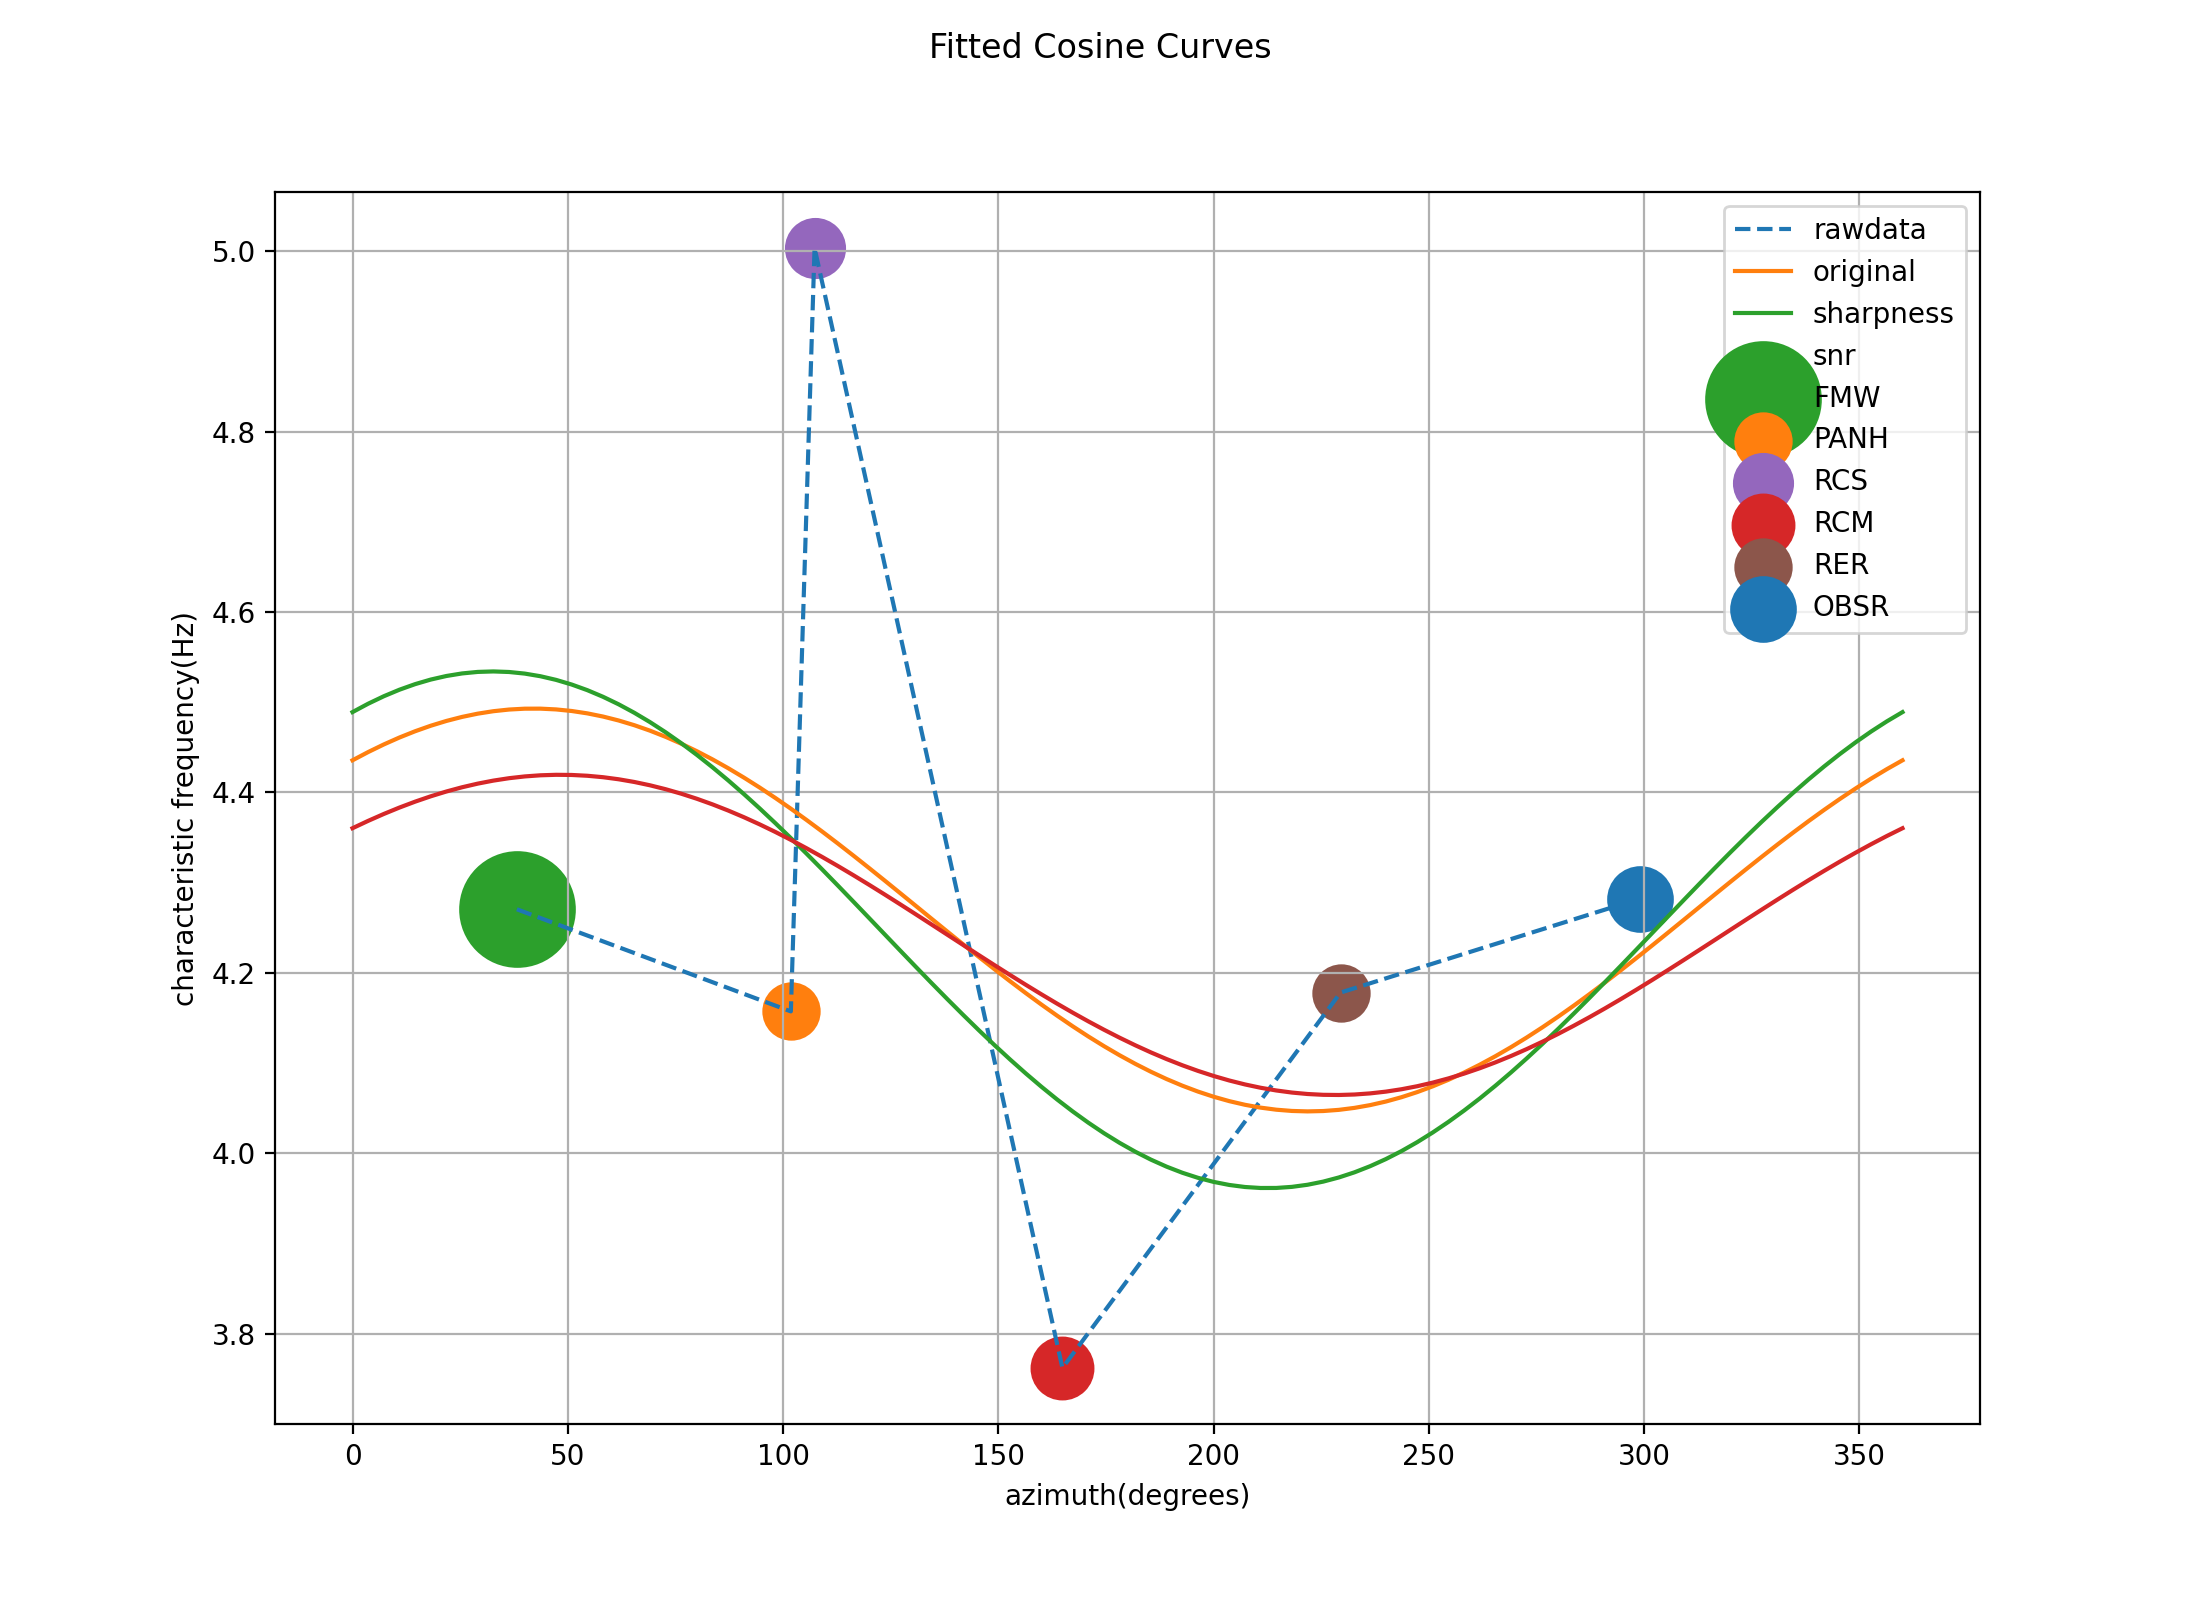 Fitted Cosine Curves
rawdata
original
sharpness
snr
FMW
PANH
RCS
RCM
RER
OBSR
5.0
4.8
4.6
4.4
4.2
4.0
3.8
characteristic frequency(Hz)
0 50 100 150 200 250 300 350
azimuth(degrees)